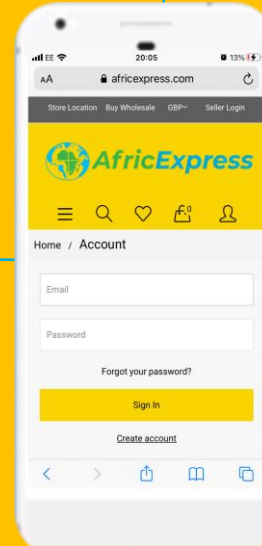 EE 20:05 13%
AA africexpress.com
Store Location Buy Wholesale GBP Seller Login
AfricExpress
£ 0
Home / Account
Email
Password
Forgot your password?
Sign In
Create account